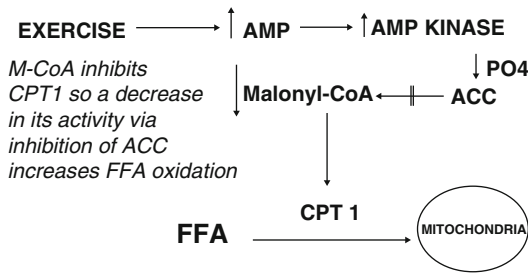 EXERCISE AMP AMP KINASE
PO4
M-CoA inhibits
CPT1 so a decrease
in its activity via
inhibition of ACC
increases FFA oxidation
Malonyl-CoA ACC
CPT 1
FFA
MITOCHONDRIA